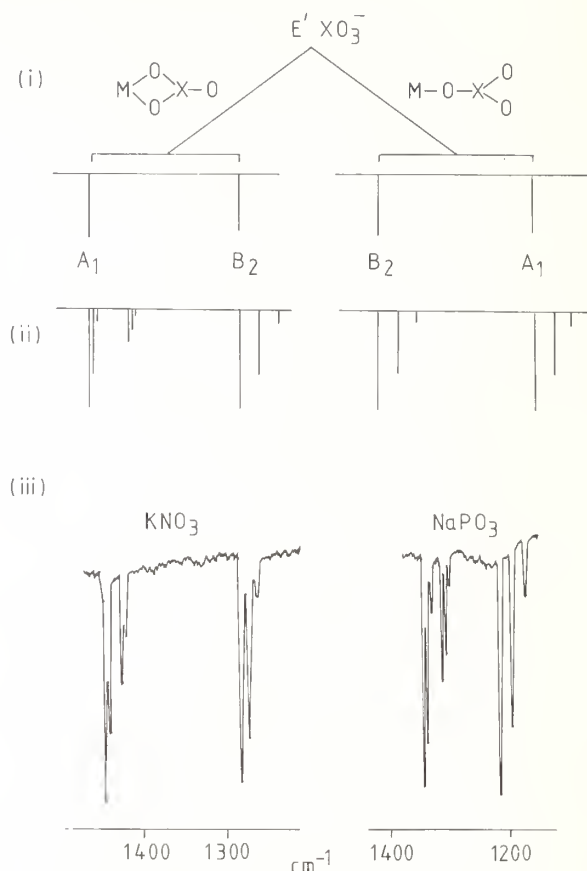 E′ XO₃⁻
(i)
M O O X–O
M–O–X O O
A₁ B₂ B₂ A₁
(ii)
(iii)
KNO₃ NaPO₃
1400 1300 cm⁻¹ 1400 1200